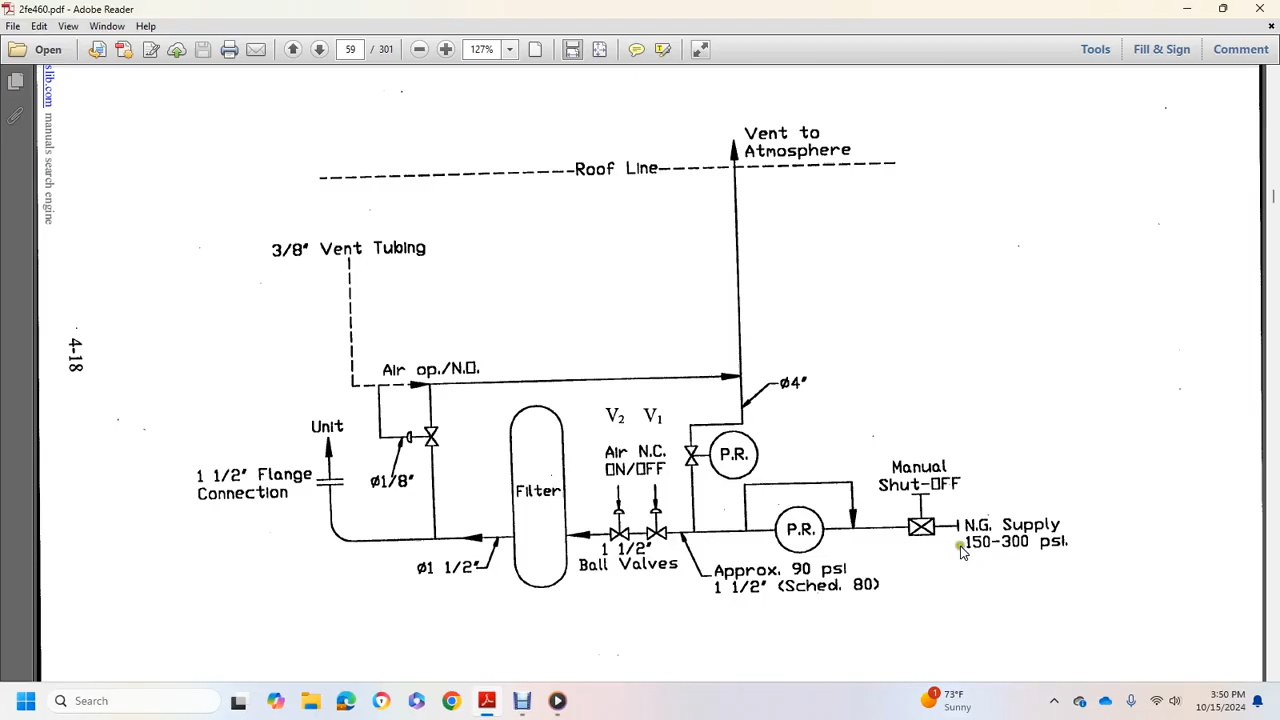 2fe460.pdf - Adobe Reader
File Edit View Window Help
Open 59 / 301 127% Tools Fill & Sign Comment
slib.com manuals search engine
4-18
Vent to
Atmosphere
Roof Line
3/8" Vent Tubing
Air op./N.O.
Ø4"
V2 V1
Unit
Air N.C.
ON/OFF
P.R.
Manual
Shut-OFF
1 1/2" Flange
Connection
Ø1/8"
Filter
P.R.
N.G. Supply
150-300 psi.
1 1/2"
Ball Valves
Ø1 1/2"
Approx. 90 psi
1 1/2" (Sched. 80)
Search
1
73°F
Sunny
3:50 PM
10/15/2024